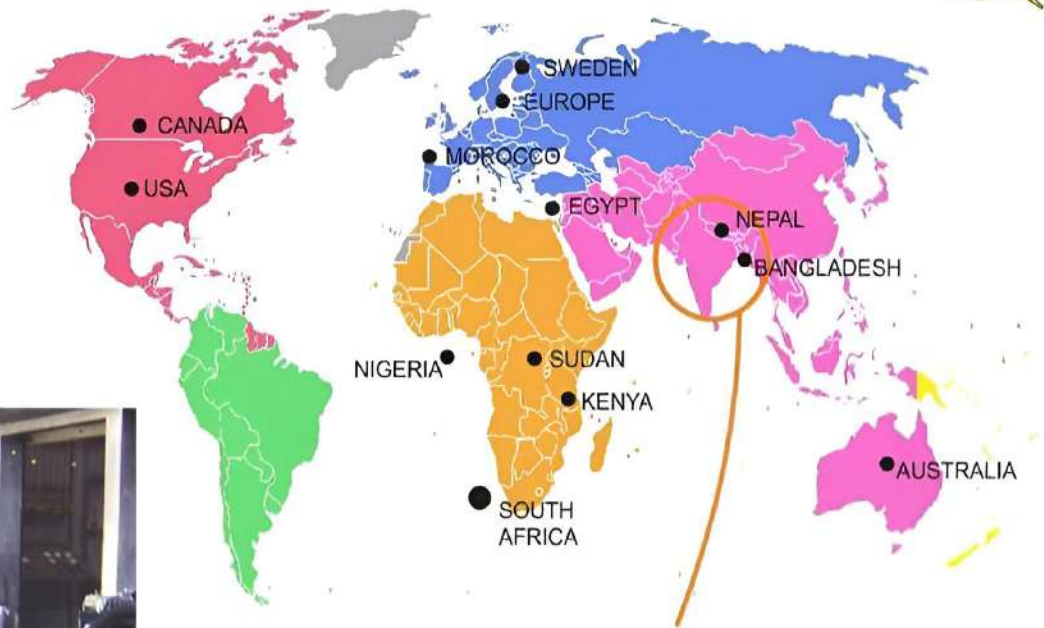 SWEDEN
EUROPE
CANADA
MOROCCO
USA
EGYPT
NEPAL
BANGLADESH
NIGERIA
SUDAN
KENYA
AUSTRALIA
SOUTH
AFRICA